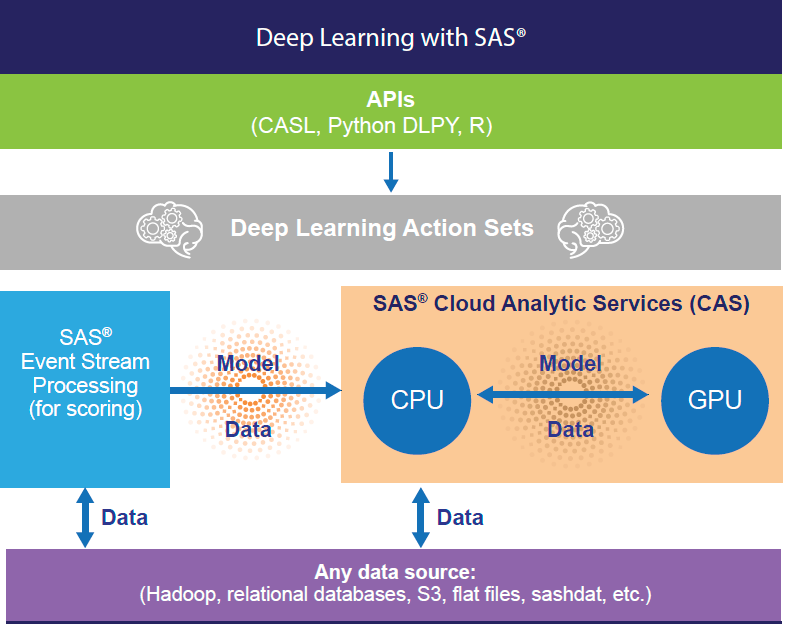 Deep Learning with SAS®
APIs
(CASL, Python DLPY, R)
Deep Learning Action Sets
SAS®
Event Stream
Processing
(for scoring)
Model
Data
SAS® Cloud Analytic Services (CAS)
CPU
Model
Data
GPU
Data
Data
Any data source:
(Hadoop, relational databases, S3, flat files, sashdat, etc.)